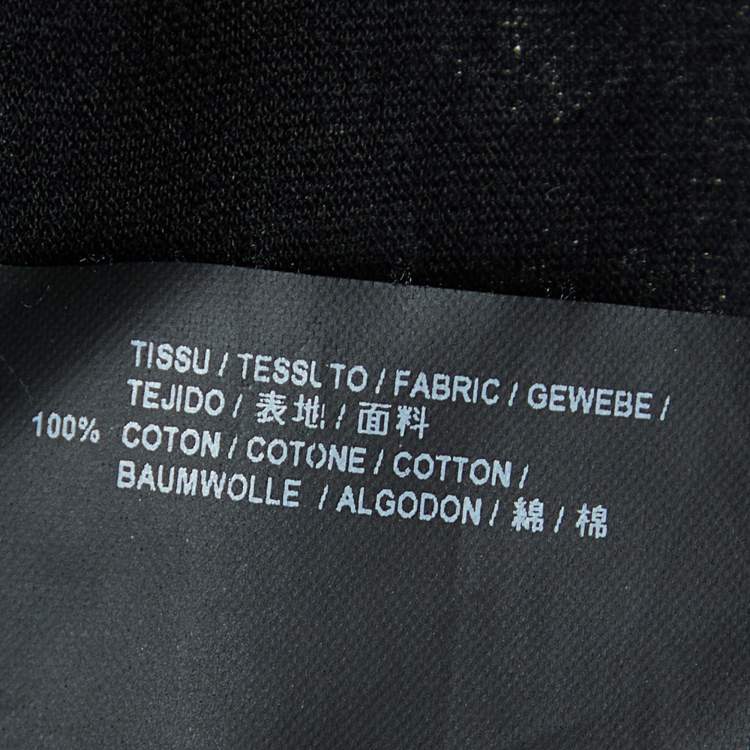 TISSU / TESSUTO / FABRIC / GEWEBE /
TEJIDO / 表地 / 面料
100% COTON / COTONE / COTTON /
BAUMWOLLE / ALGODON / 綿 / 棉